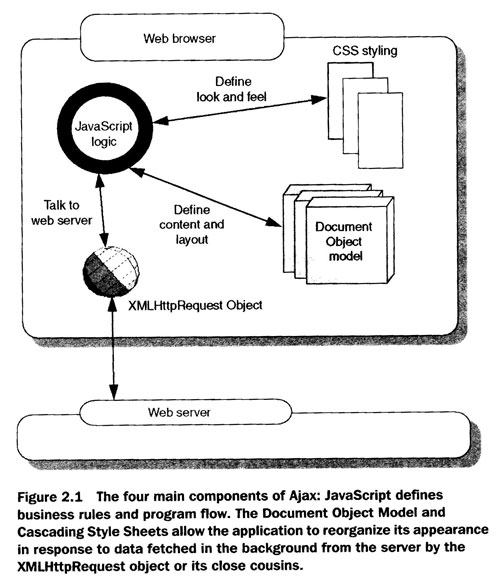 Web browser
CSS styling
Define
look and feel
JavaScript
logic
Talk to
web server
Define
content and
layout
Document
Object
model
XMLHttpRequest Object
Web server
Figure 2.1 The four main components of Ajax: JavaScript defines
business rules and program flow. The Document Object Model and
Cascading Style Sheets allow the application to reorganize its appearance
in response to data fetched in the background from the server by the
XMLHttpRequest object or its close cousins.